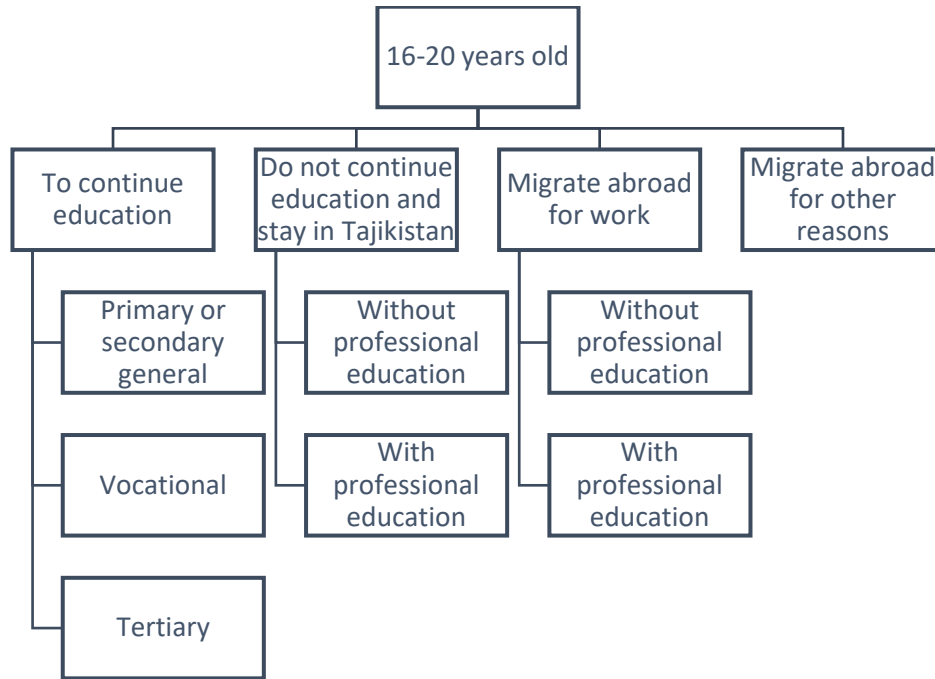 16-20 years old
To continue
education
Do not continue
education and
stay in Tajikistan
Migrate abroad
for work
Migrate abroad
for other
reasons
Primary or
secondary
general
Vocational
Tertiary
Without
professional
education
With
professional
education
Without
professional
education
With
professional
education